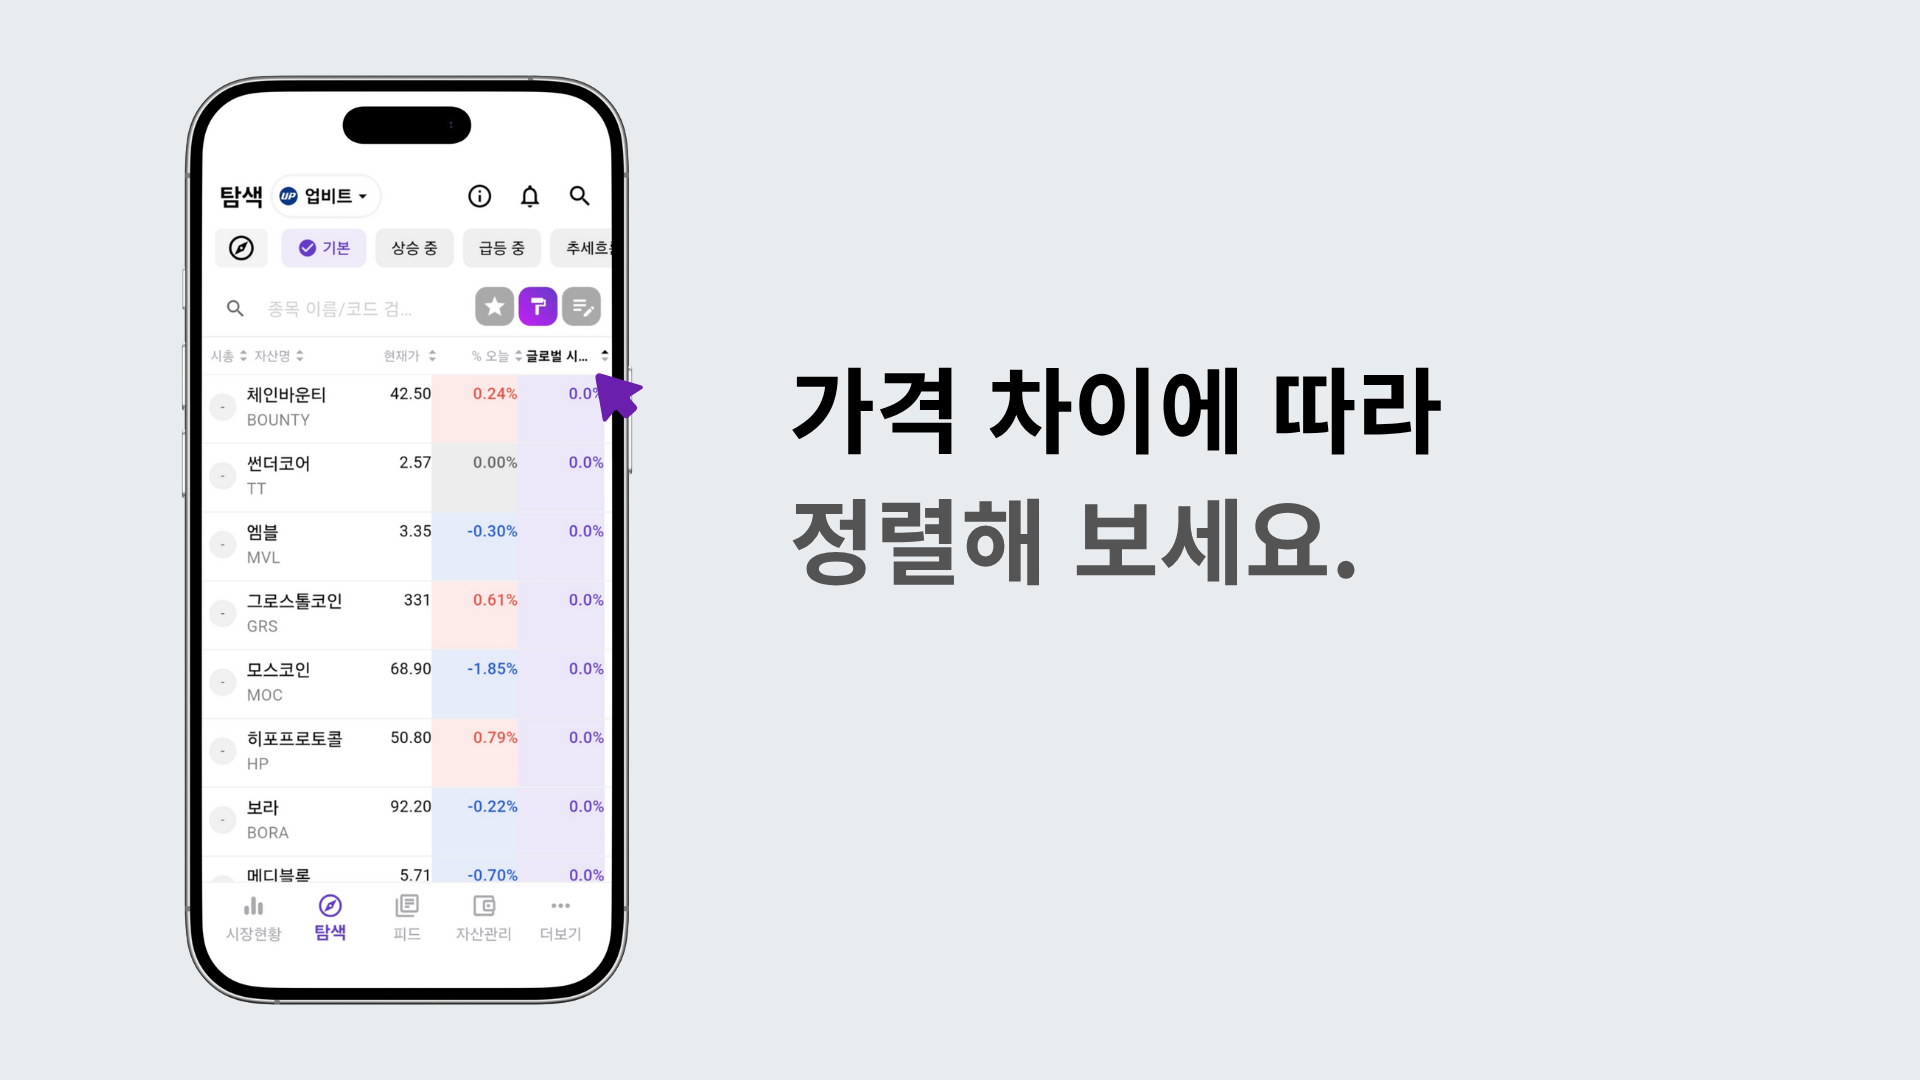 탐색 UP 업비트
기본 상승 중 급등 중 추세흐
종목 이름/코드 검...
시총 자산명 현재가 % 오늘 글로벌 시...
- 체인바운티 42.50 0.24% 0.0%
BOUNTY
- 썬더코어 2.57 0.00% 0.0%
TT
- 엠블 3.35 -0.30% 0.0%
MVL
- 그로스톨코인 331 0.61% 0.0%
GRS
- 모스코인 68.90 -1.85% 0.0%
MOC
- 히포프로토콜 50.80 0.79% 0.0%
HP
- 보라 92.20 -0.22% 0.0%
BORA
메디블록 5.71 -0.70% 0.0%
시장현황 탐색 피드 자산관리 더보기
가격 차이에 따라
정렬해 보세요.